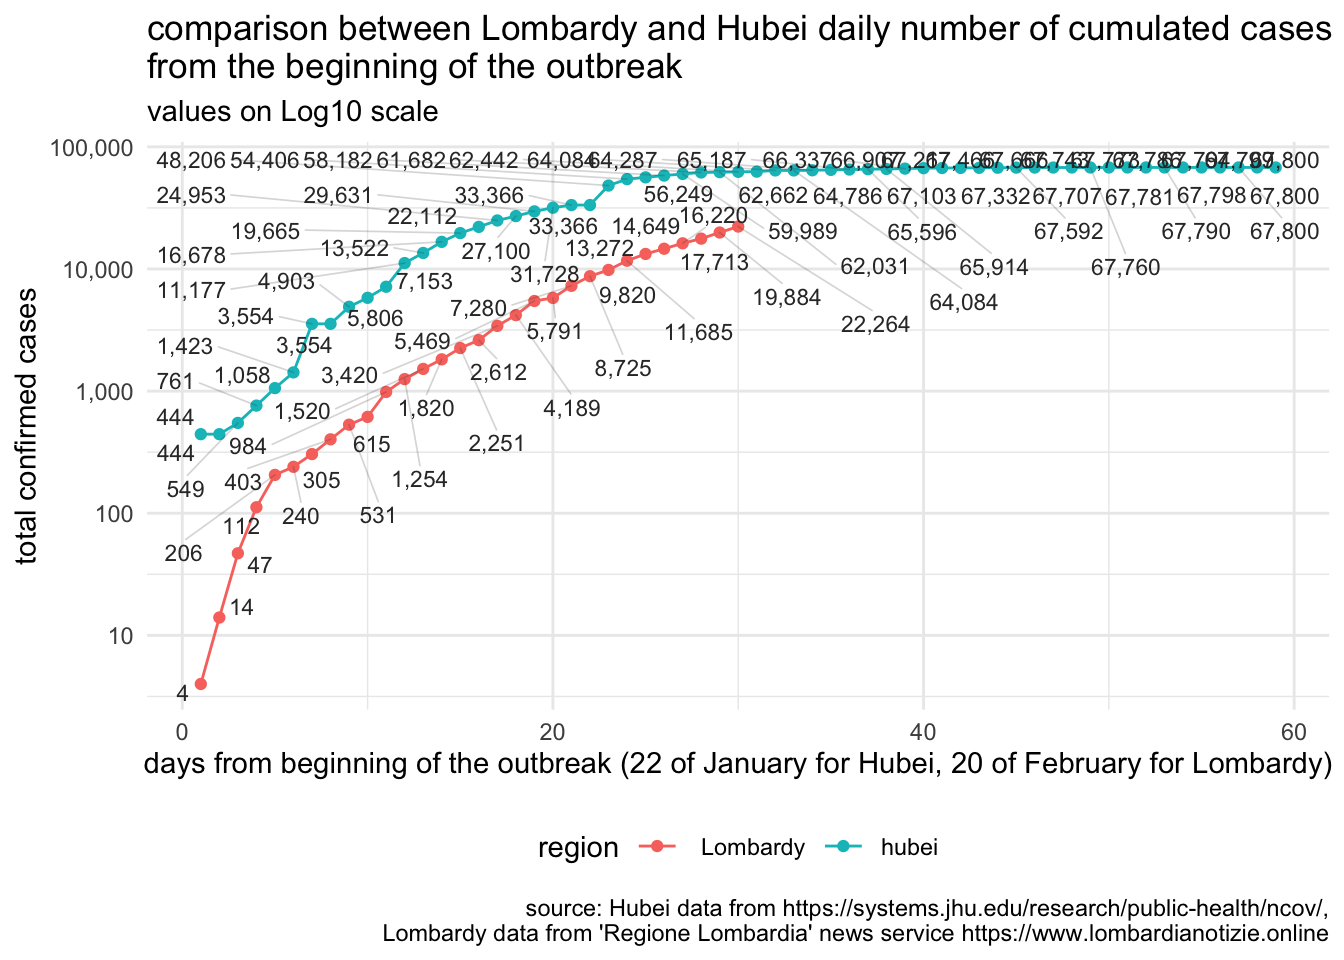 comparison between Lombardy and Hubei daily number of cumulated cases
from the beginning of the outbreak
values on Log10 scale
total confirmed cases
100,000
10,000
1,000
100
10
48,206 54,406 58,182 61,682 62,442 64,084 64,287 65,187 66,337 66,907 67,800
24,953 29,631 33,366 56,249 62,662 64,786 67,103 67,332 67,707 67,781 67,798 67,800
22,112 14,649 16,220
19,665 33,366 59,989 65,596 67,592 67,790 67,800
16,678 13,522 27,100 13,272 17,713 62,031 65,914 67,760
11,177 4,903 7,153 31,728 9,820 19,884 64,084
3,554 5,806 7,280 5,791 11,685 22,264
1,423 3,554 5,469
761 1,058 3,420 2,612 8,725
444 1,520 1,820 4,189
444 984 615 2,251
549 403 305 1,254
112 240 531
206 47
14
4
0 20 40 60
days from beginning of the outbreak (22 of January for Hubei, 20 of February for Lombardy)
region Lombardy hubei
source: Hubei data from https://systems.jhu.edu/research/public-health/ncov/,
Lombardy data from 'Regione Lombardia' news service https://www.lombardianotizie.online